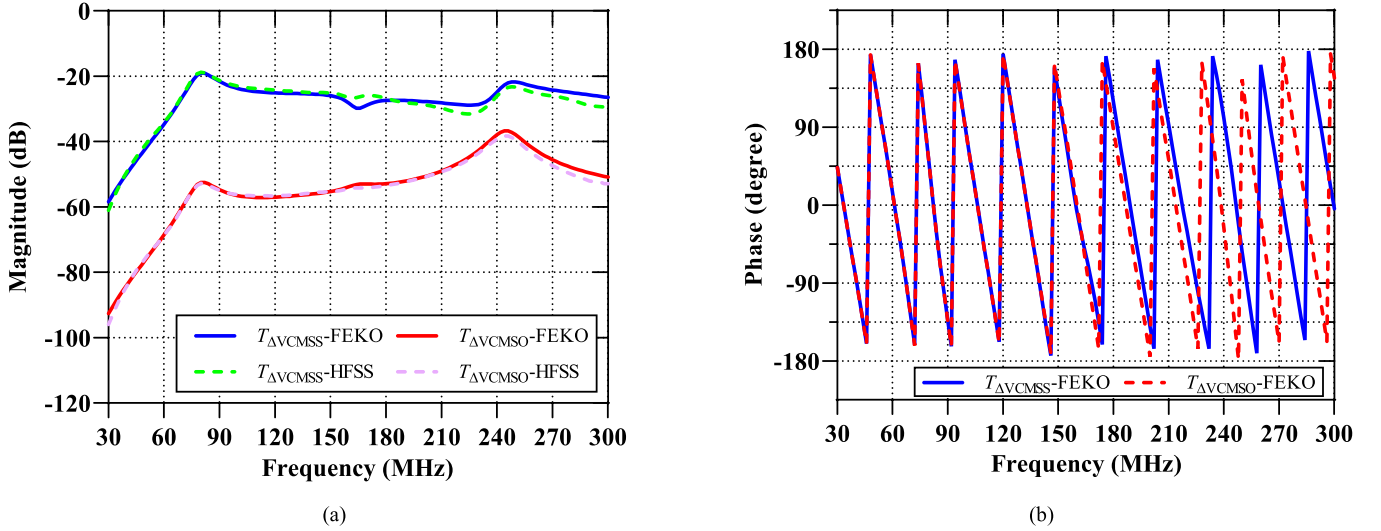 0
-20
-40
-60
-80
-100
-120
30 60 90 120 150 180 210 240 270 300
Magnitude (dB)
Frequency (MHz)
TΔVCMSS-FEKO TΔVCMSO-FEKO
TΔVCMSS-HFSS TΔVCMSO-HFSS
(a)
180
90
0
-90
-180
30 60 90 120 150 180 210 240 270 300
Phase (degree)
Frequency (MHz)
TΔVCMSS-FEKO TΔVCMSO-FEKO
(b)